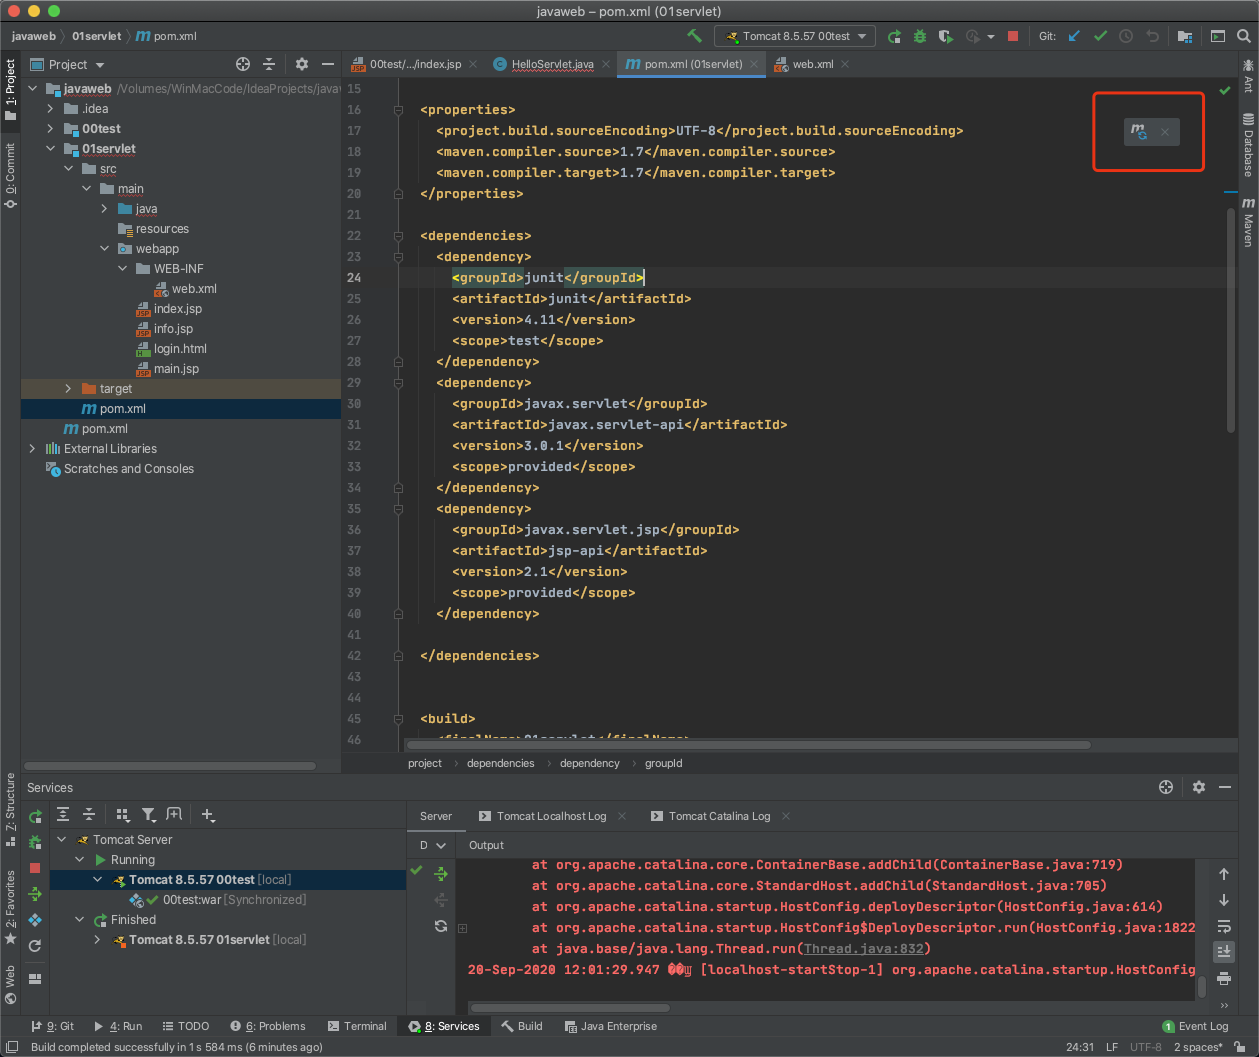 javaweb – pom.xml (01servlet)
javaweb 01servlet pom.xml
Tomcat 8.5.57 00test
Git:
1: Project
0: Commit
Z: Structure
2: Favorites
Web
Project
javaweb /Volumes/WinMacCode/IdeaProjects/javaw
.idea
00test
01servlet
src
main
java
resources
webapp
WEB-INF
web.xml
index.jsp
info.jsp
login.html
main.jsp
target
pom.xml
pom.xml
External Libraries
Scratches and Consoles
00test/.../index.jsp
HelloServlet.java
pom.xml (01servlet)
web.xml
15
16 <properties>
17 <project.build.sourceEncoding>UTF-8</project.build.sourceEncoding>
18 <maven.compiler.source>1.7</maven.compiler.source>
19 <maven.compiler.target>1.7</maven.compiler.target>
20 </properties>
21
22 <dependencies>
23 <dependency>
24 <groupId>junit</groupId>
25 <artifactId>junit</artifactId>
26 <version>4.11</version>
27 <scope>test</scope>
28 </dependency>
29 <dependency>
30 <groupId>javax.servlet</groupId>
31 <artifactId>javax.servlet-api</artifactId>
32 <version>3.0.1</version>
33 <scope>provided</scope>
34 </dependency>
35 <dependency>
36 <groupId>javax.servlet.jsp</groupId>
37 <artifactId>jsp-api</artifactId>
38 <version>2.1</version>
39 <scope>provided</scope>
40 </dependency>
41
42 </dependencies>
43
44
45 <build>
46 <finalName>01servlet</finalName>
project dependencies dependency groupId
Ant
Database
Maven
Services
Tomcat Server
Running
Tomcat 8.5.57 00test [local]
00test:war [Synchronized]
Finished
Tomcat 8.5.57 01servlet [local]
Server
Tomcat Localhost Log
Tomcat Catalina Log
D
Output
at org.apache.catalina.core.ContainerBase.addChild(ContainerBase.java:719)
at org.apache.catalina.core.StandardHost.addChild(StandardHost.java:705)
at org.apache.catalina.startup.HostConfig.deployDescriptor(HostConfig.java:614)
at org.apache.catalina.startup.HostConfig$DeployDescriptor.run(HostConfig.java:1822
at java.base/java.lang.Thread.run(Thread.java:832)
20-Sep-2020 12:01:29.947 [localhost-startStop-1] org.apache.catalina.startup.HostConfig
9: Git
4: Run
TODO
6: Problems
Terminal
8: Services
Build
Java Enterprise
1 Event Log
Build completed successfully in 1 s 584 ms (6 minutes ago)
24:31 LF UTF-8 2 spaces*